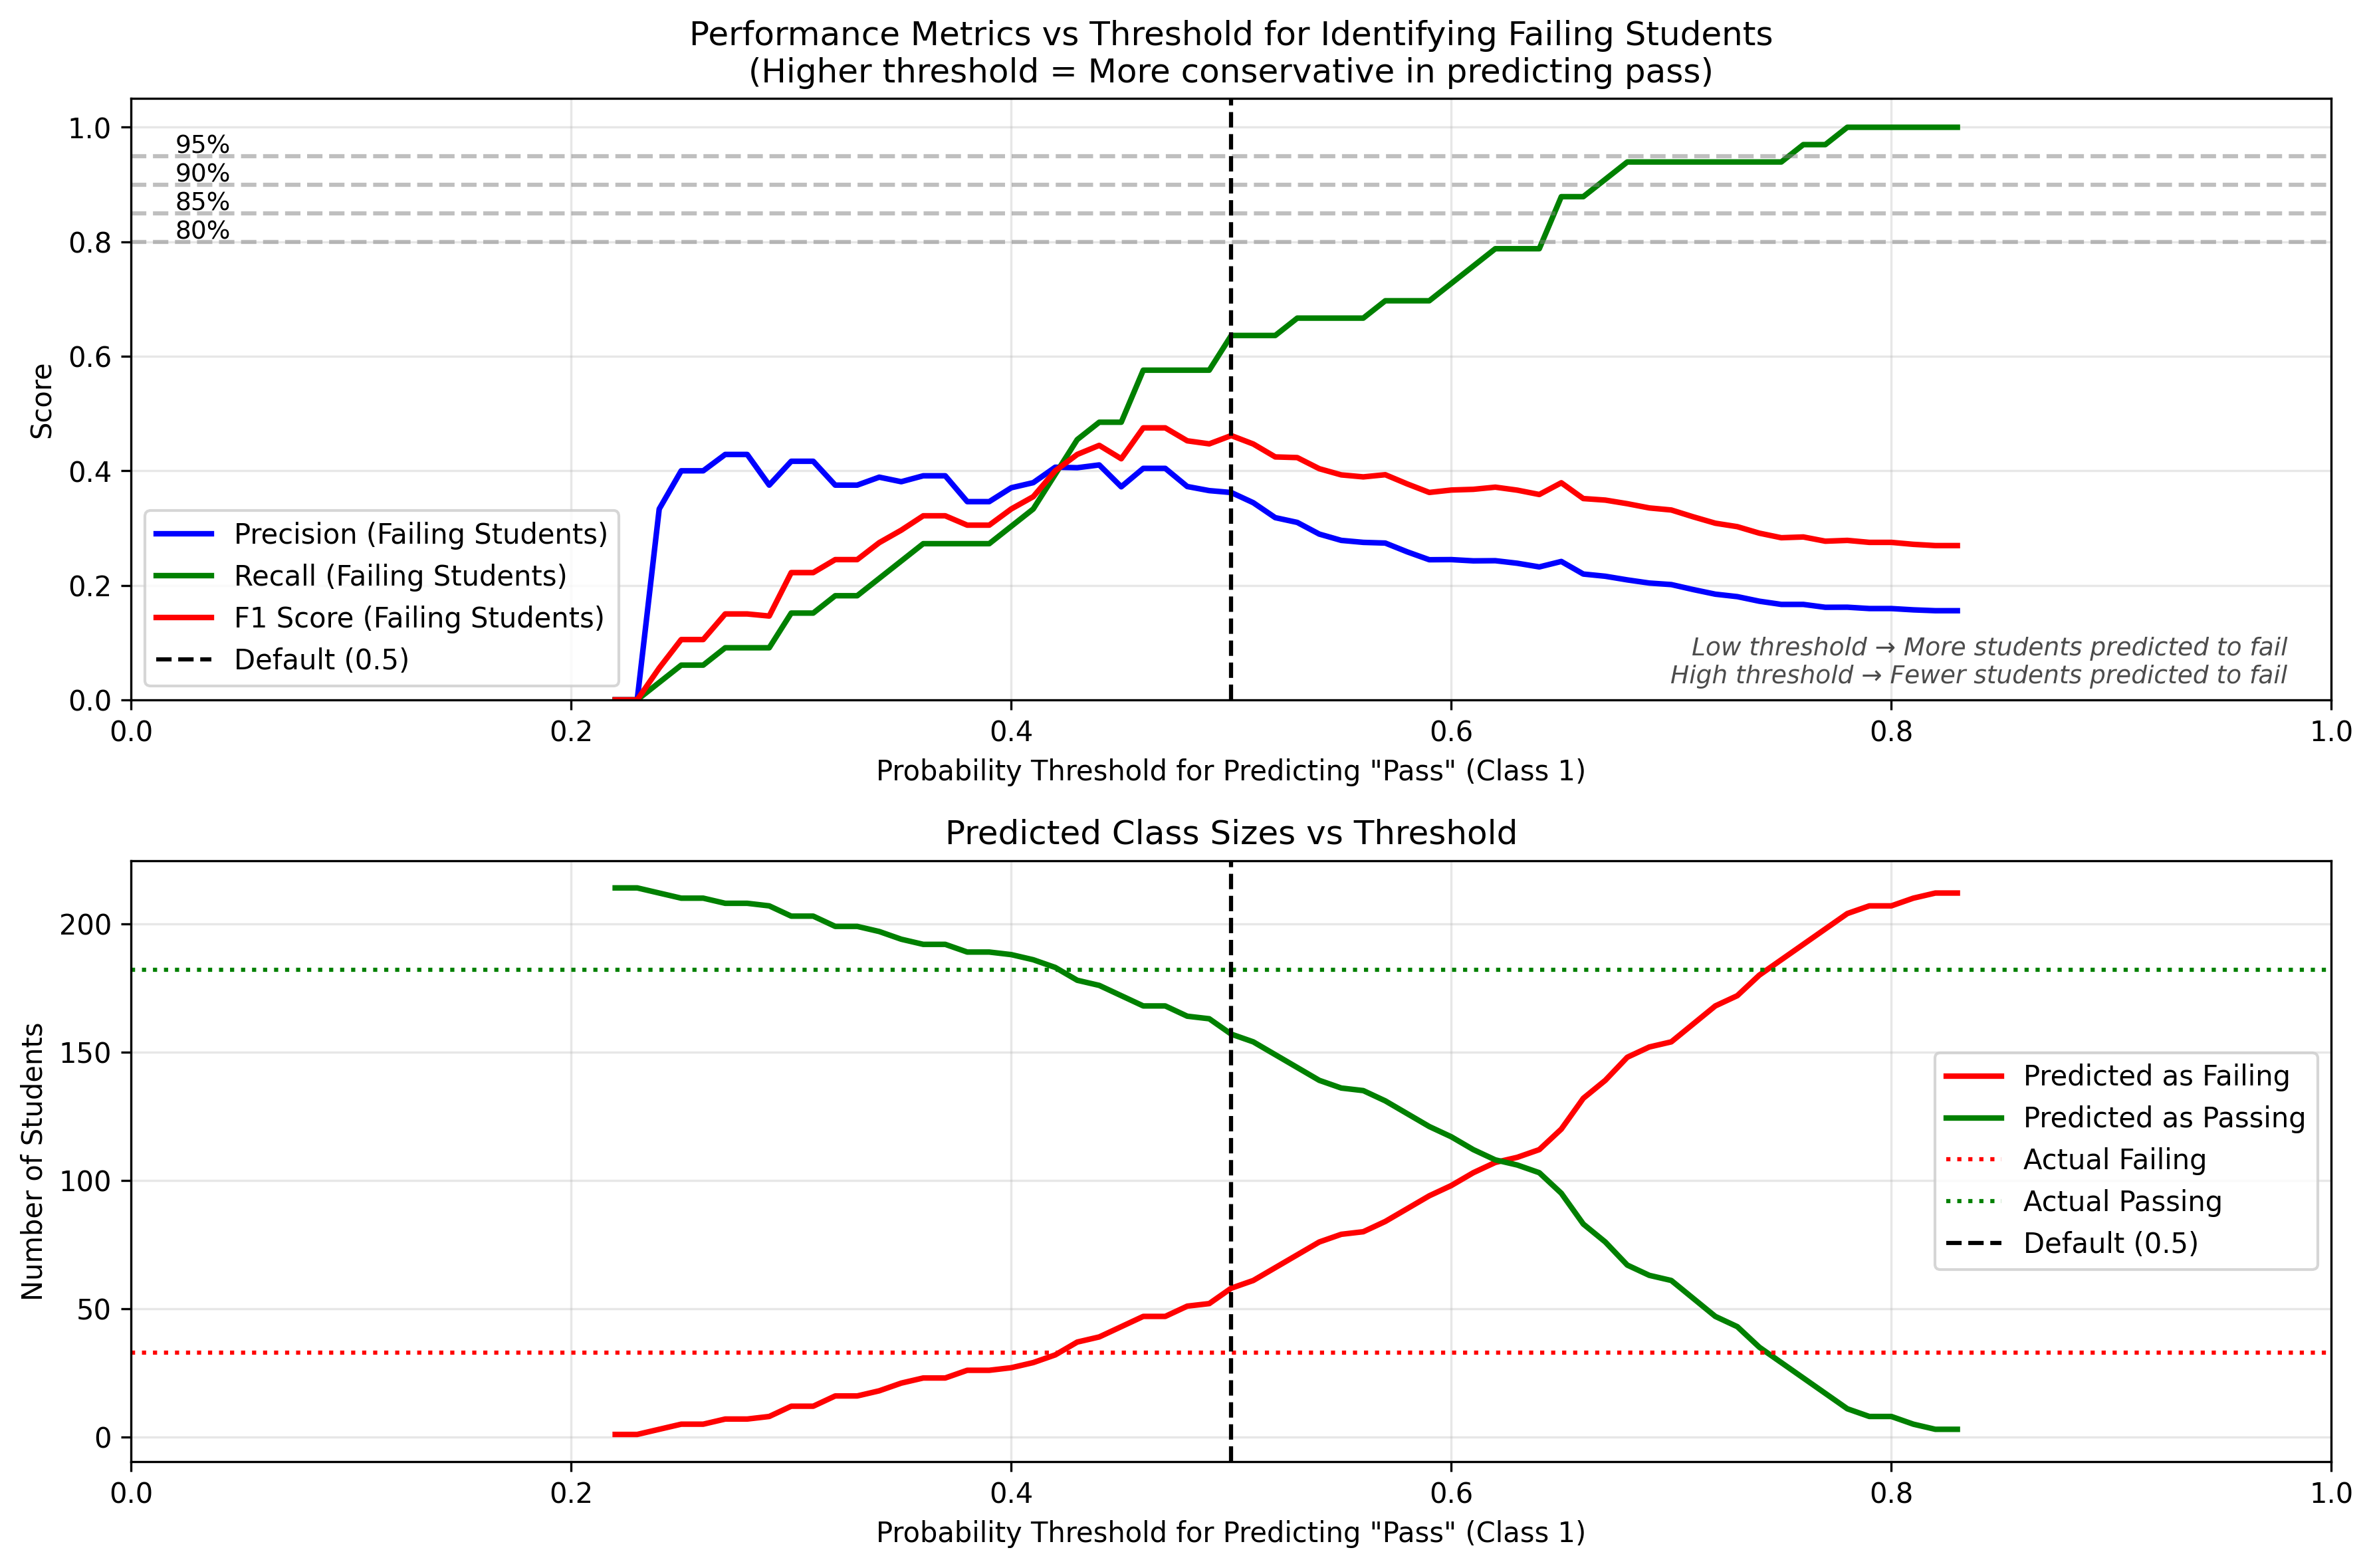 Performance Metrics vs Threshold for Identifying Failing Students
(Higher threshold = More conservative in predicting pass)
1.0
0.8
0.6
0.4
0.2
0.0
Score
95%
90%
85%
80%
Precision (Failing Students)
Recall (Failing Students)
F1 Score (Failing Students)
Default (0.5)
Low threshold → More students predicted to fail
High threshold → Fewer students predicted to fail
0.0 0.2 0.4 0.6 0.8 1.0
Probability Threshold for Predicting "Pass" (Class 1)
Predicted Class Sizes vs Threshold
200
150
100
50
0
Number of Students
Predicted as Failing
Predicted as Passing
Actual Failing
Actual Passing
Default (0.5)
0.0 0.2 0.4 0.6 0.8 1.0
Probability Threshold for Predicting "Pass" (Class 1)